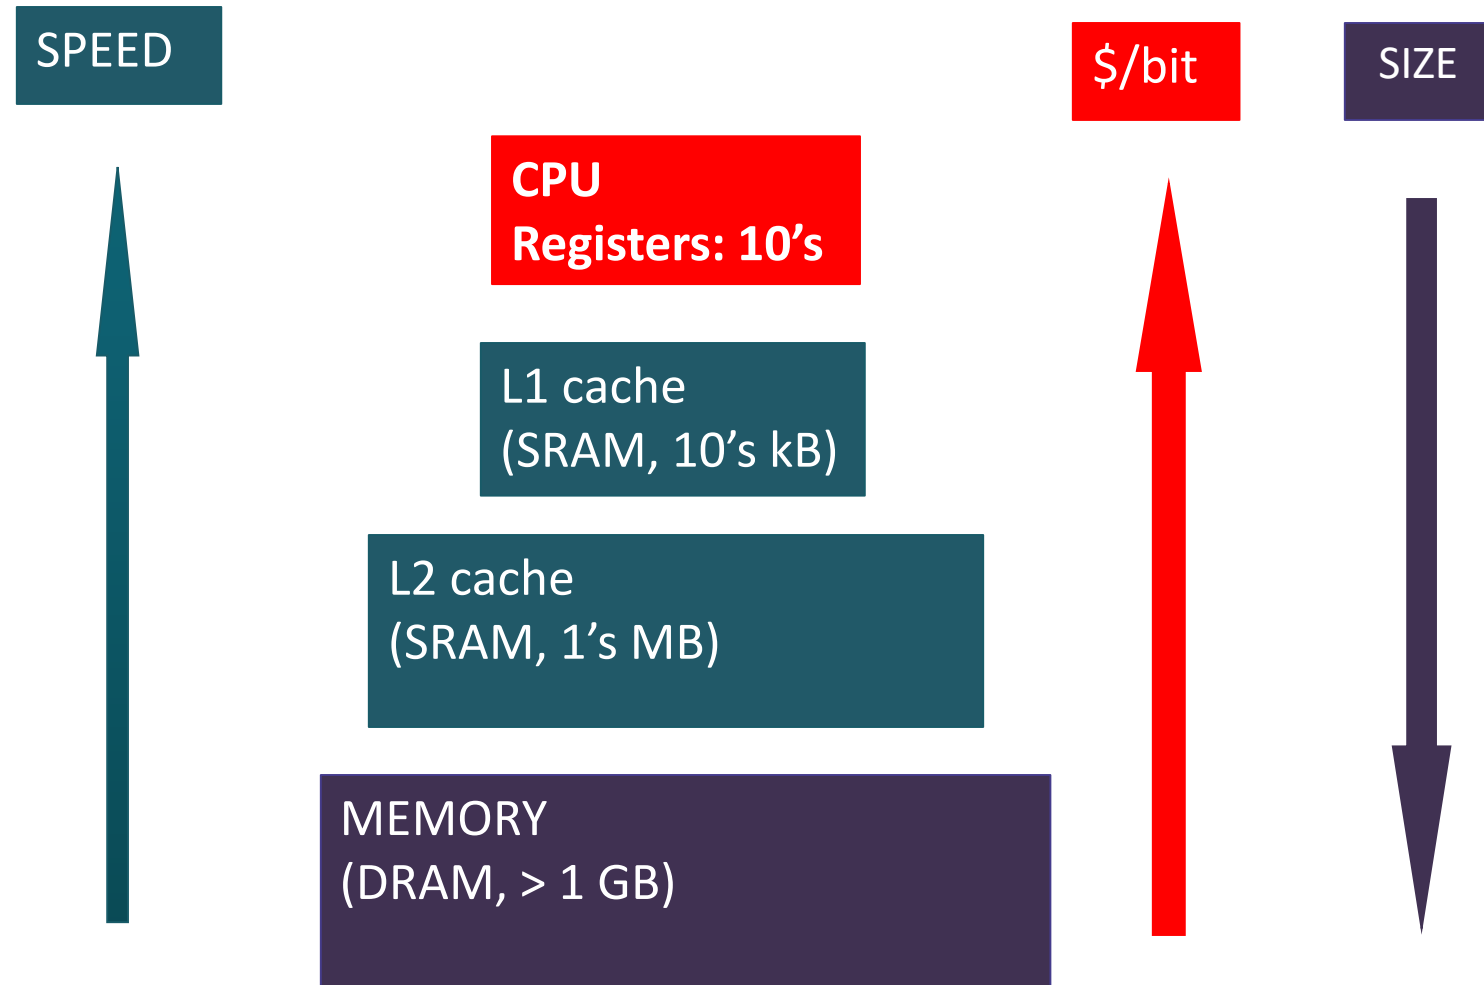 SPEED
$/bit
SIZE
CPU
Registers: 10’s
L1 cache
(SRAM, 10’s kB)
L2 cache
(SRAM, 1’s MB)
MEMORY
(DRAM, > 1 GB)